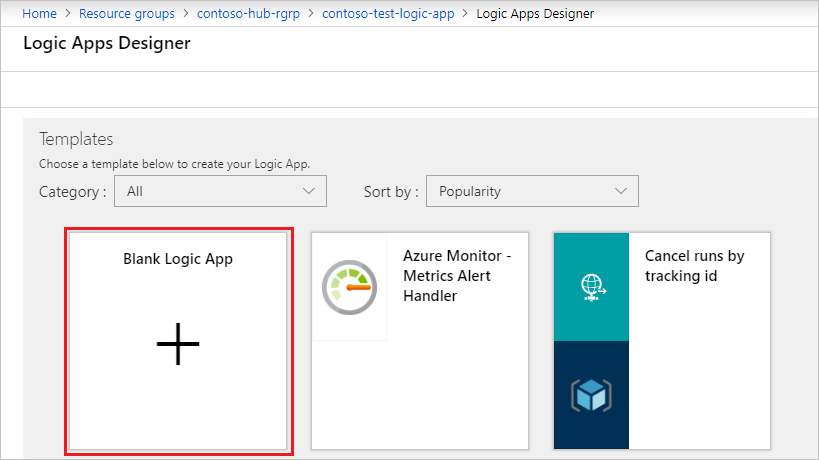 Home > Resource groups > contoso-hub-rgrp > contoso-test-logic-app > Logic Apps Designer
Logic Apps Designer
Templates
Choose a template below to create your Logic App.
Category : All Sort by : Popularity
Blank Logic App
Azure Monitor -
Metrics Alert
Handler
Cancel runs by
tracking id